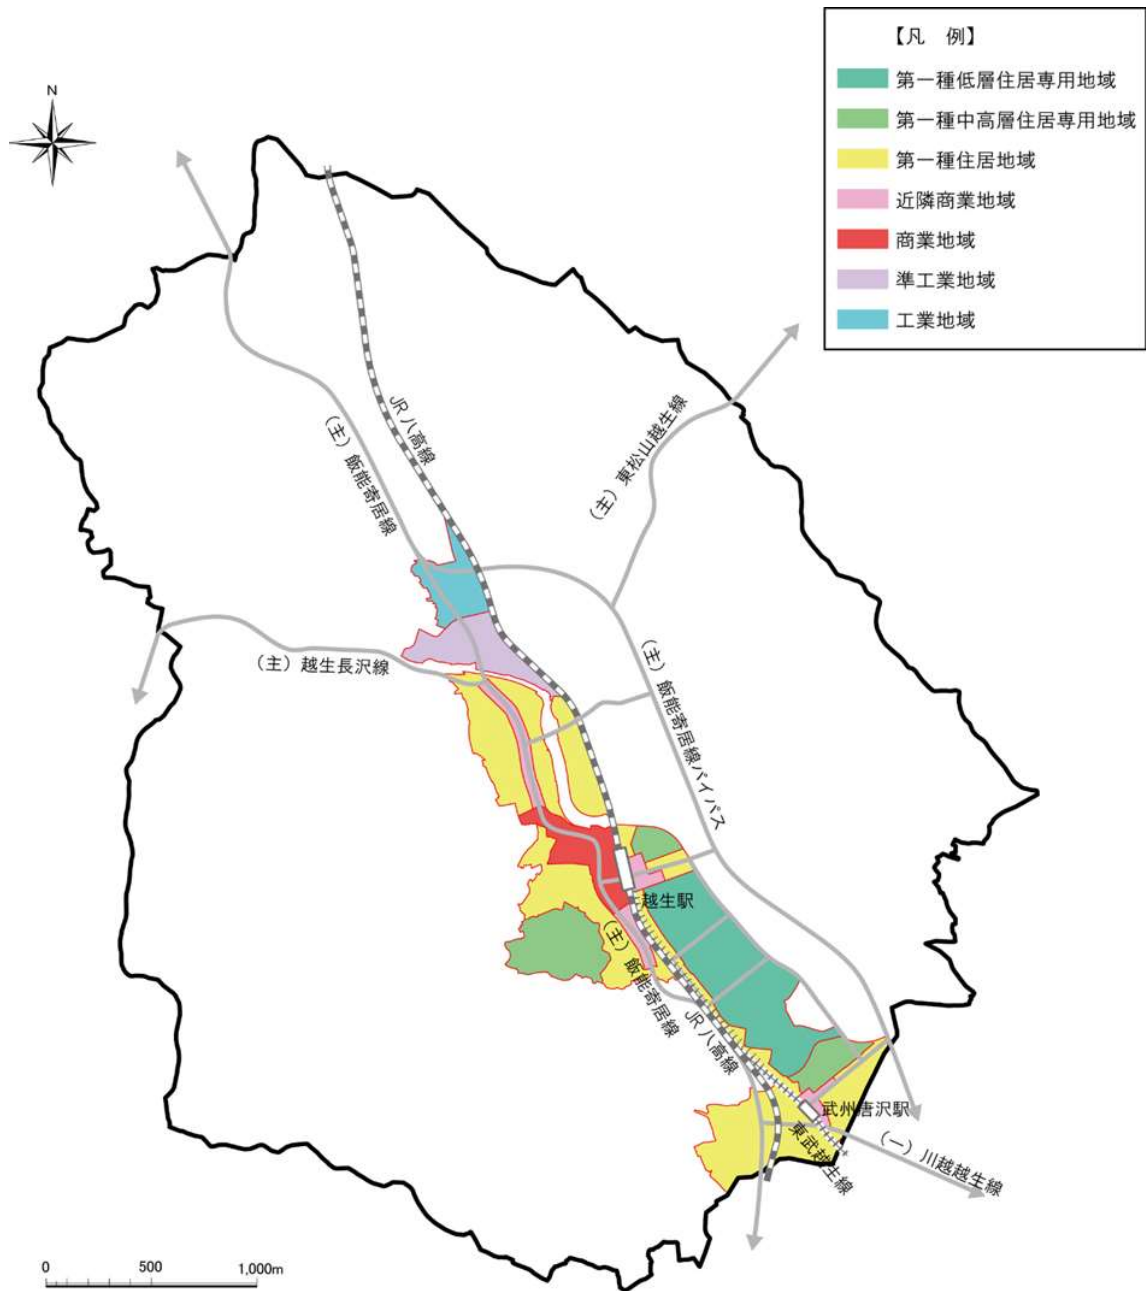 【凡　例】
第一種低層住居専用地域
第一種中高層住居専用地域
第一種住居地域
近隣商業地域
商業地域
準工業地域
工業地域
N
JR 八高線
（主）飯能寄居線
（主）東松山越生線
（主）越生長沢線
（主）飯能寄居線バイパス
越生駅
（主）飯能寄居線
JR 八高線
武州唐沢駅
東武越生線
（一）川越越生線
0 500 1,000m